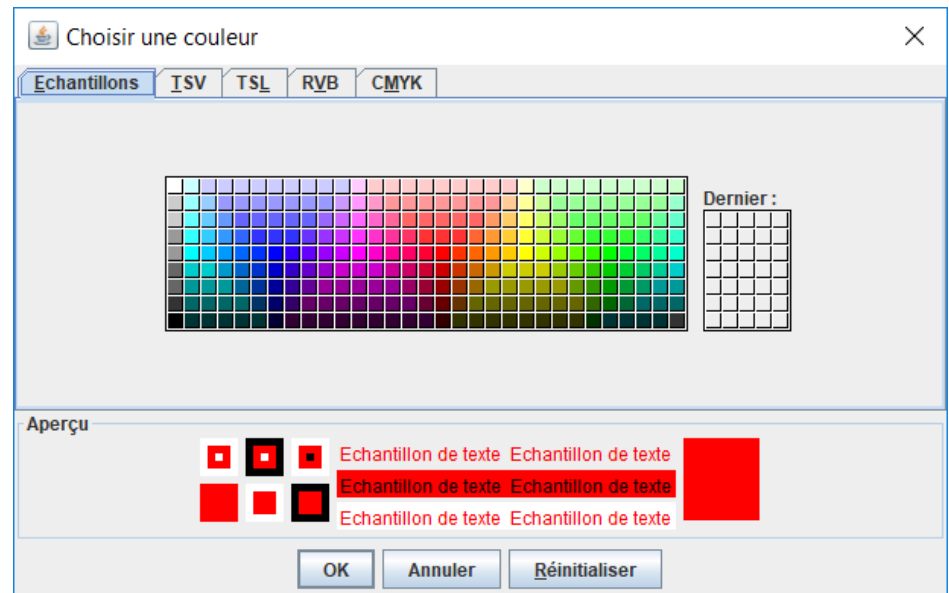 Choisir une couleur
Echantillons TSV TSL RVB CMYK
Dernier :
Aperçu
Echantillon de texte Echantillon de texte
Echantillon de texte Echantillon de texte
Echantillon de texte Echantillon de texte
OK Annuler Réinitialiser